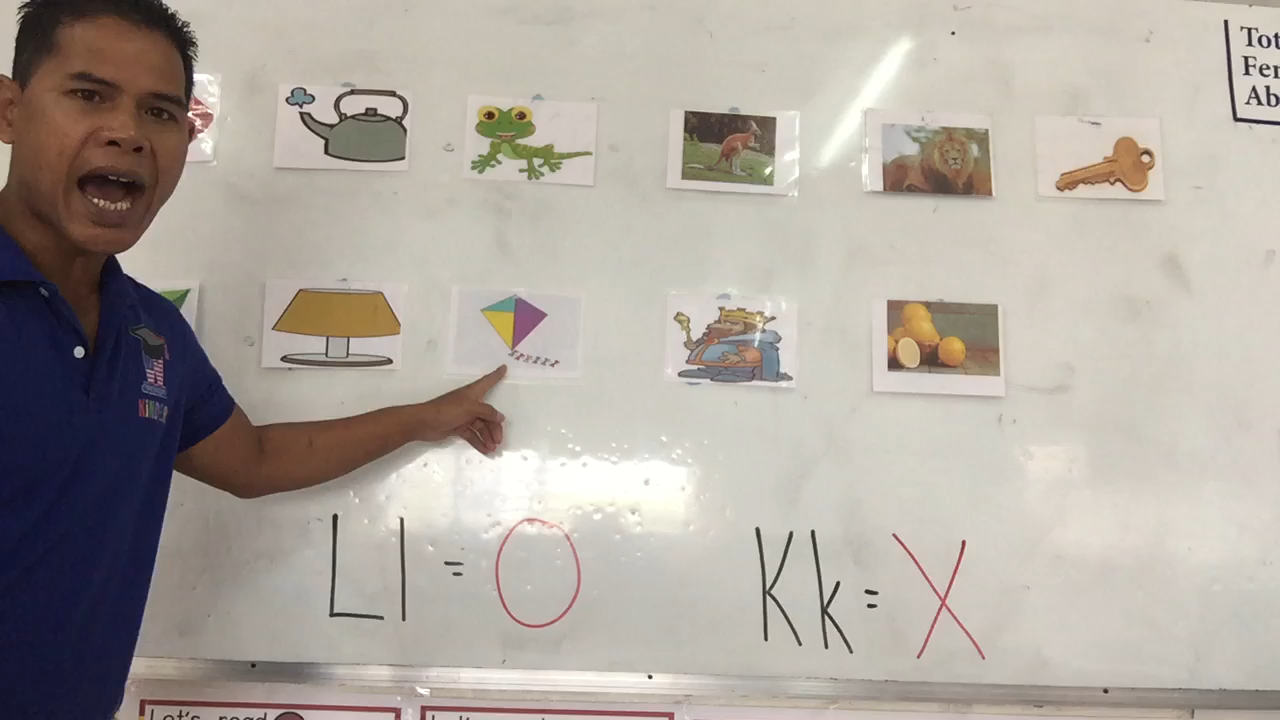 Tot
Fer
Ab
Ll = O
Kk = X
Let's read